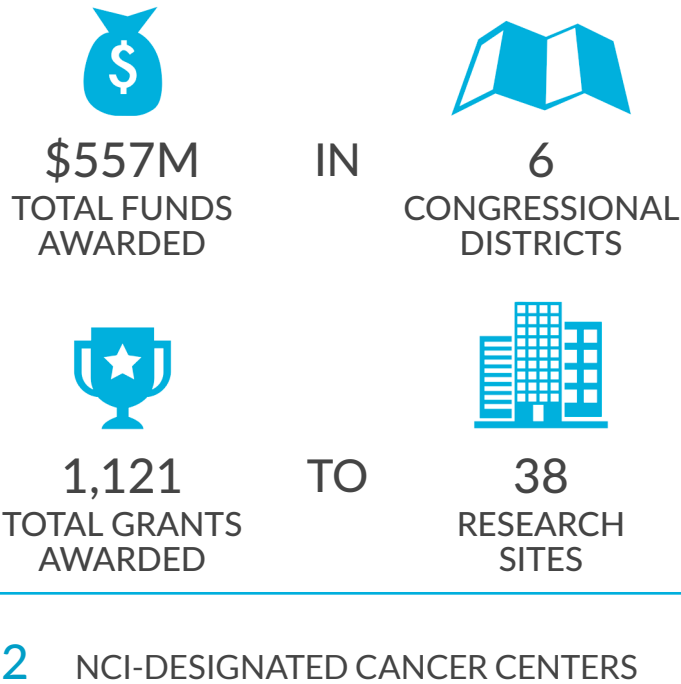 $
$557M IN 6
TOTAL FUNDS CONGRESSIONAL
AWARDED DISTRICTS
1,121 TO 38
TOTAL GRANTS RESEARCH
AWARDED SITES
2 NCI-DESIGNATED CANCER CENTERS